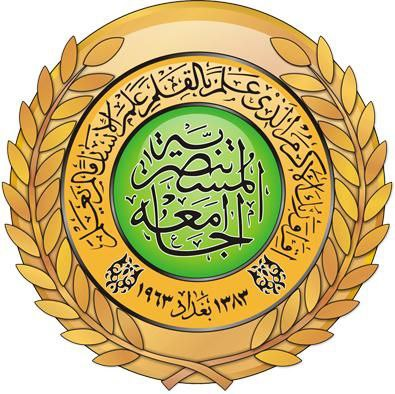 اقرأ وربك الأكرم الذي علم بالقلم علم الإنسان ما لم يعلم
الجامعة
المستنصرية
١٣٨٣ بغداد ١٩٦٣